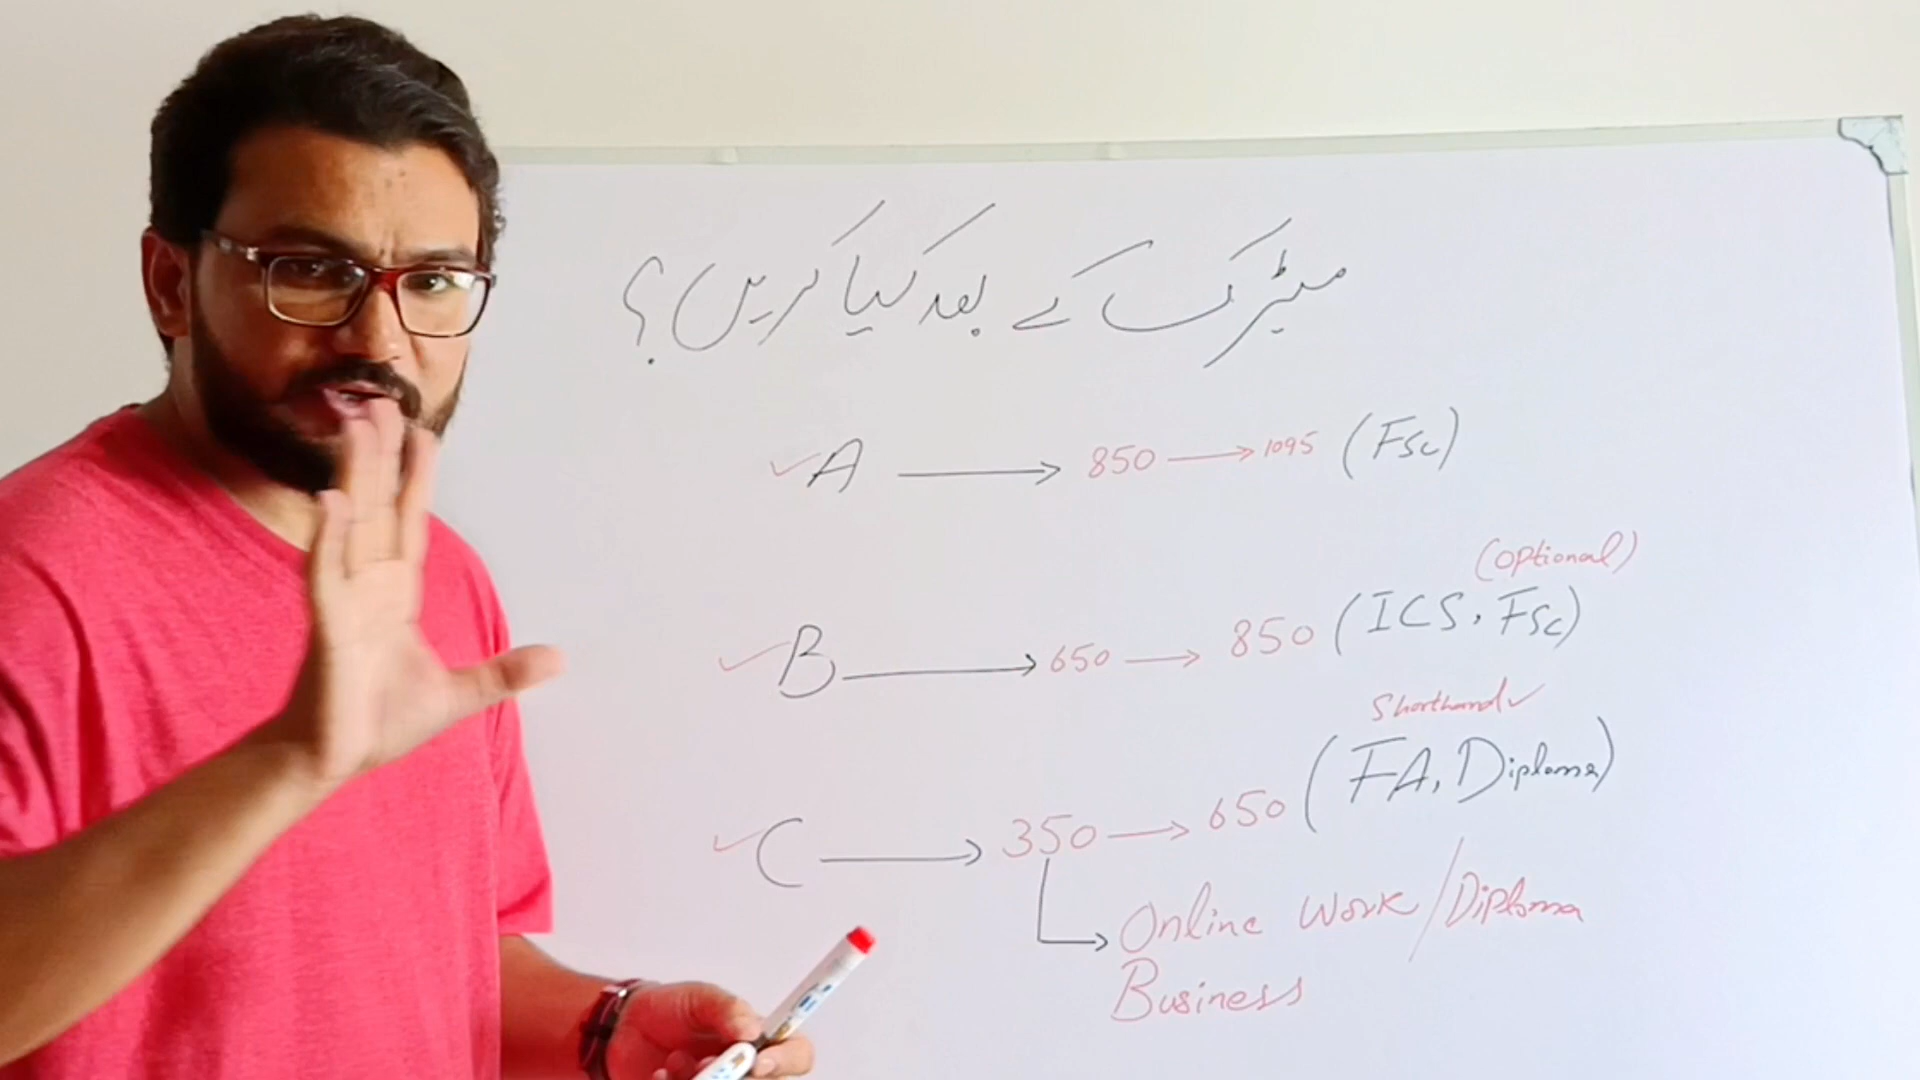 میٹرک کے بعد کیا کریں؟
✓ A → 850 → 1095 (Fsc)
(optional)
✓ B → 650 → 850 (ICS, Fsc)
Shorthand ✓
✓ C → 350 → 650 (FA, Diploma)
Online Work / Diploma
Business